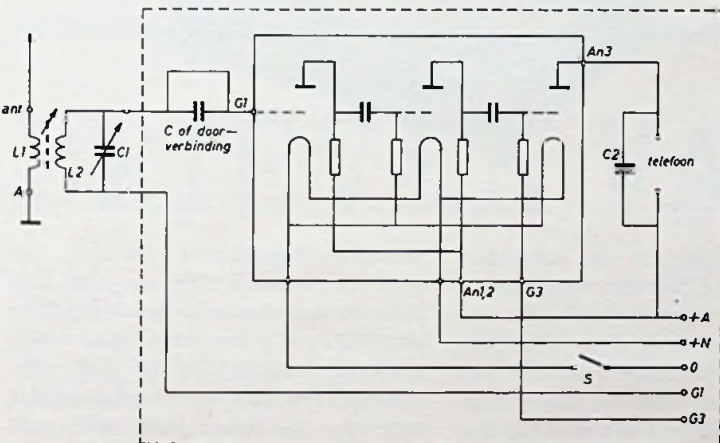 An3
G1
ant
C of door—
verbinding
L1
L2
C1
C2
telefoon
A
An1,2
G3
+A
+N
0
S
G1
G3